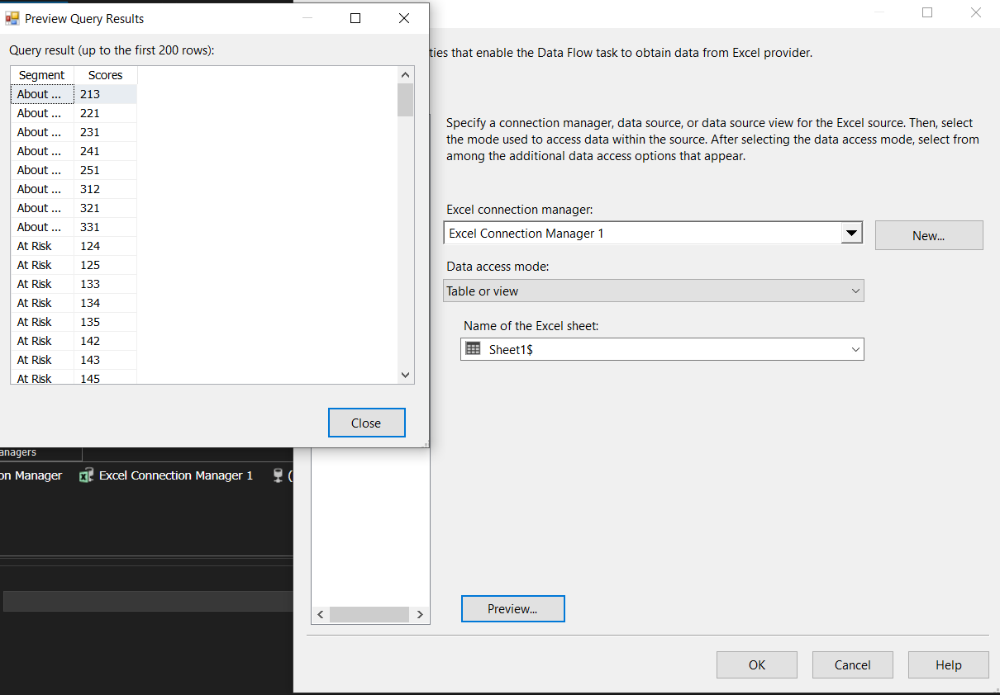 Preview Query Results
Query result (up to the first 200 rows):
Segment Scores
About ... 213
About ... 221
About ... 231
About ... 241
About ... 251
About ... 312
About ... 321
About ... 331
At Risk 124
At Risk 125
At Risk 133
At Risk 134
At Risk 135
At Risk 142
At Risk 143
At Risk 145
Close
ties that enable the Data Flow task to obtain data from Excel provider.
Specify a connection manager, data source, or data source view for the Excel source. Then, select
the mode used to access data within the source. After selecting the data access mode, select from
among the additional data access options that appear.
Excel connection manager:
Excel Connection Manager 1
New...
Data access mode:
Table or view
Name of the Excel sheet:
Sheet1$
anagers
on Manager Excel Connection Manager 1 (
Preview...
OK Cancel Help